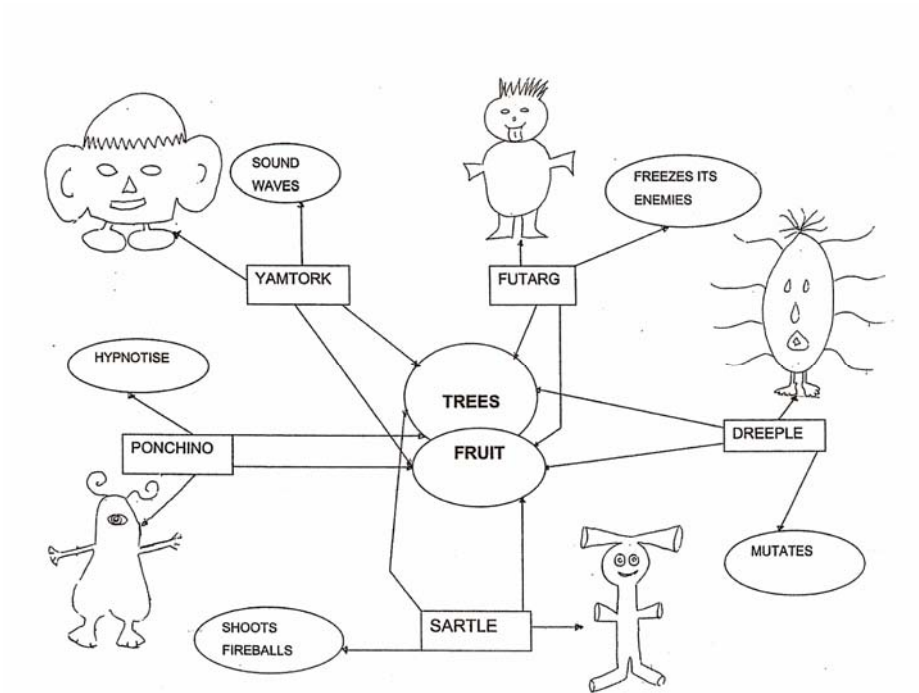 SOUND
WAVES
FREEZES ITS
ENEMIES
YAMTORK
FUTARG
HYPNOTISE
TREES
PONCHINO
FRUIT
DREEPLE
MUTATES
SARTLE
SHOOTS
FIREBALLS